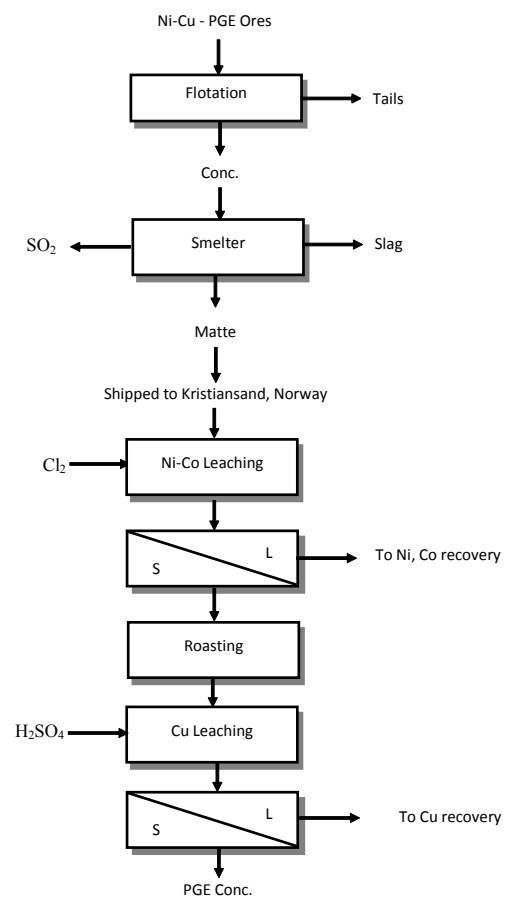 Ni-Cu - PGE Ores
Flotation
Tails
Conc.
SO₂
Smelter
Slag
Matte
Shipped to Kristiansand, Norway
Cl₂
Ni-Co Leaching
L
S
To Ni, Co recovery
Roasting
H₂SO₄
Cu Leaching
L
S
To Cu recovery
PGE Conc.